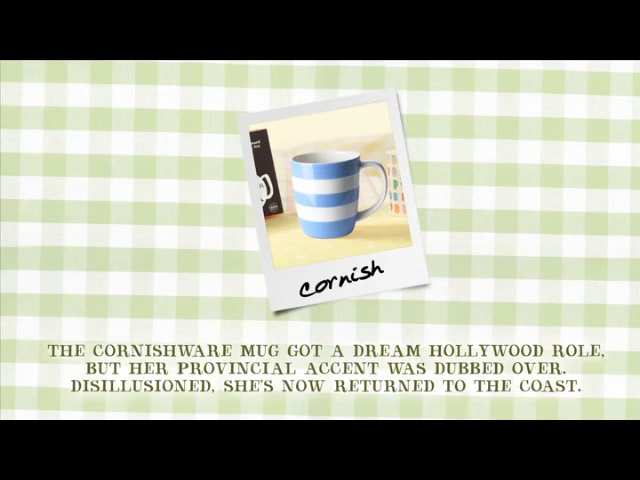 Cornish
THE CORNISHWARE MUG GOT A DREAM HOLLYWOOD ROLE,
BUT HER PROVINCIAL ACCENT WAS DUBBED OVER.
DISILLUSIONED, SHE'S NOW RETURNED TO THE COAST.